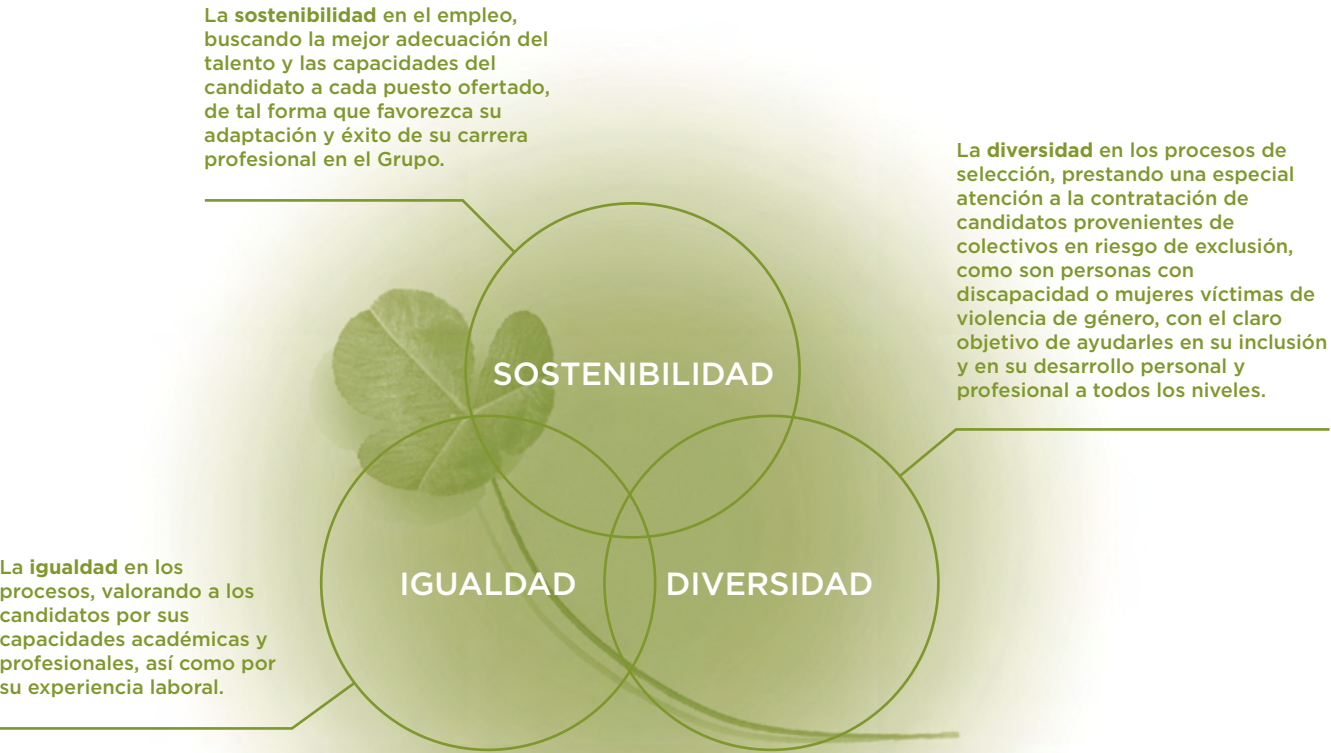 La sostenibilidad en el empleo,
buscando la mejor adecuación del
talento y las capacidades del
candidato a cada puesto ofertado,
de tal forma que favorezca su
adaptación y éxito de su carrera
profesional en el Grupo.
La diversidad en los procesos de
selección, prestando una especial
atención a la contratación de
candidatos provenientes de
colectivos en riesgo de exclusión,
como son personas con
discapacidad o mujeres víctimas de
violencia de género, con el claro
objetivo de ayudarles en su inclusión
y en su desarrollo personal y
profesional a todos los niveles.
SOSTENIBILIDAD
IGUALDAD
DIVERSIDAD
La igualdad en los
procesos, valorando a los
candidatos por sus
capacidades académicas y
profesionales, así como por
su experiencia laboral.